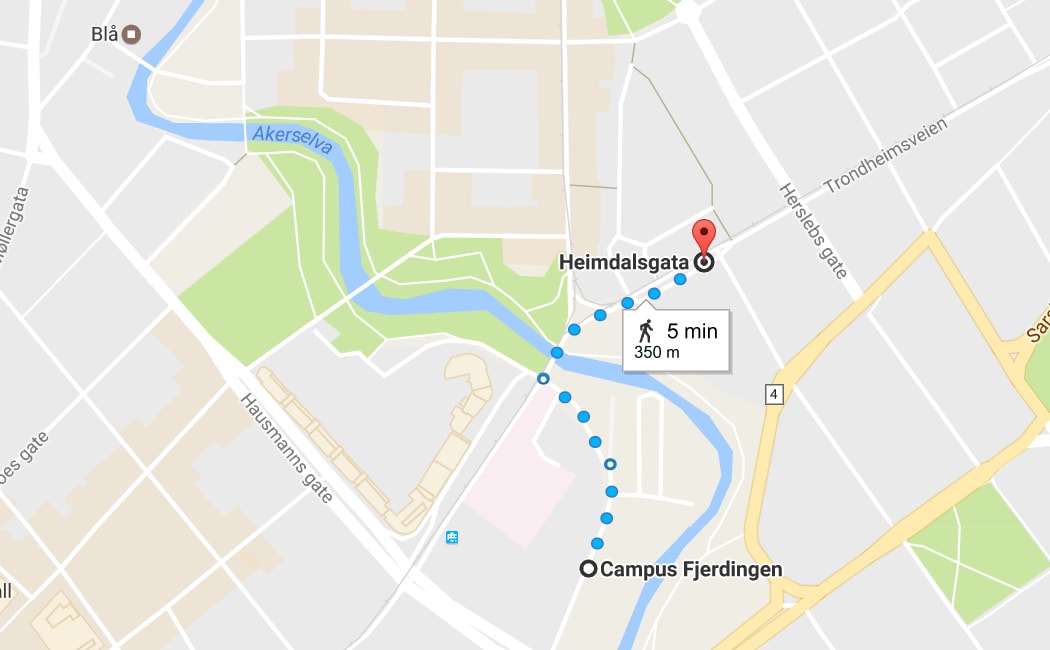 Blå
Akerselva
Trondheimsveien
Herslebs gate
Heimdalsgata
5 min
350 m
4
Hausmanns gate
Campus Fjerdingen